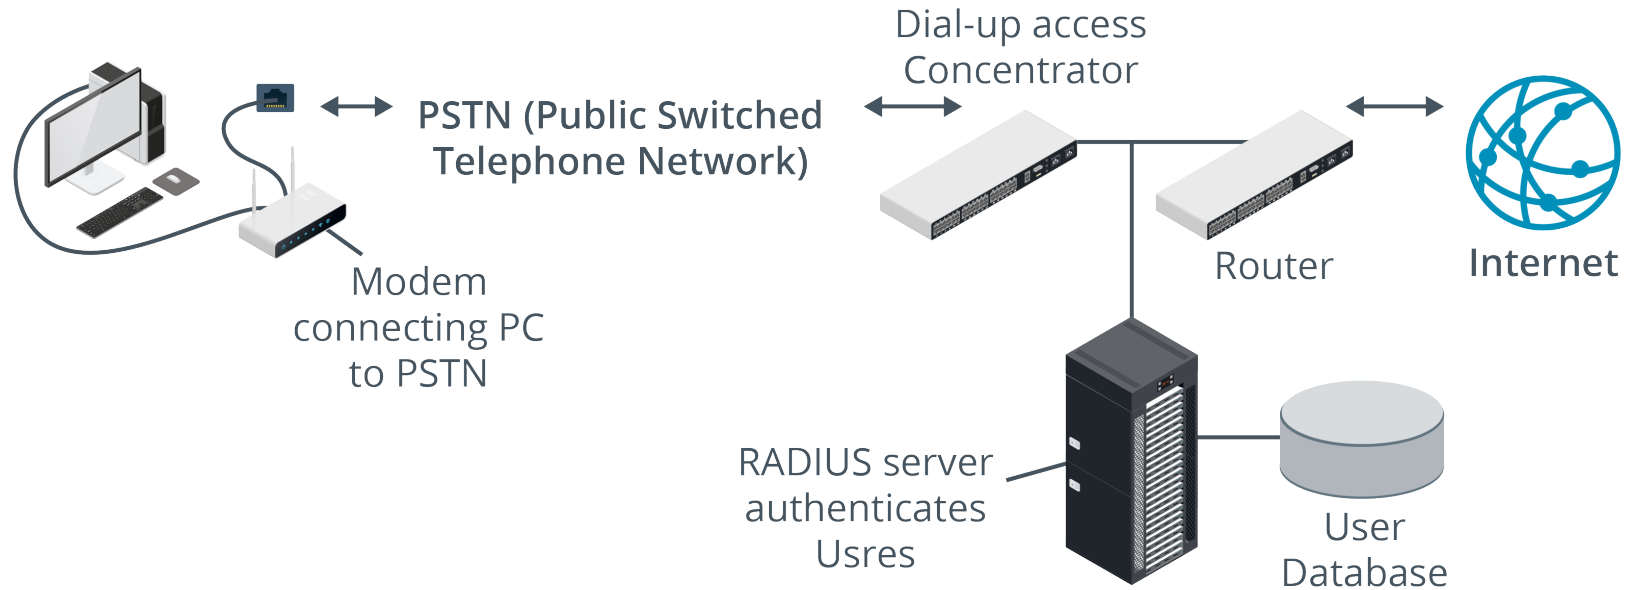 Dial-up access
Concentrator
PSTN (Public Switched
Telephone Network)
Modem
connecting PC
to PSTN
Router
Internet
RADIUS server
authenticates
Usres
User
Database